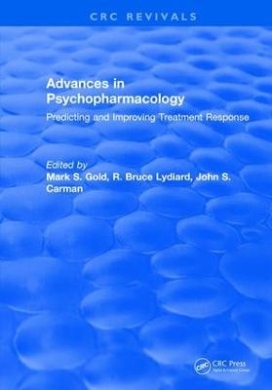 CRC REVIVALS
Advances in
Psychopharmacology
Predicting and Improving Treatment Response
Edited by
Mark S. Gold, R. Bruce Lydiard, John S.
Carman
CRC
CRC Press